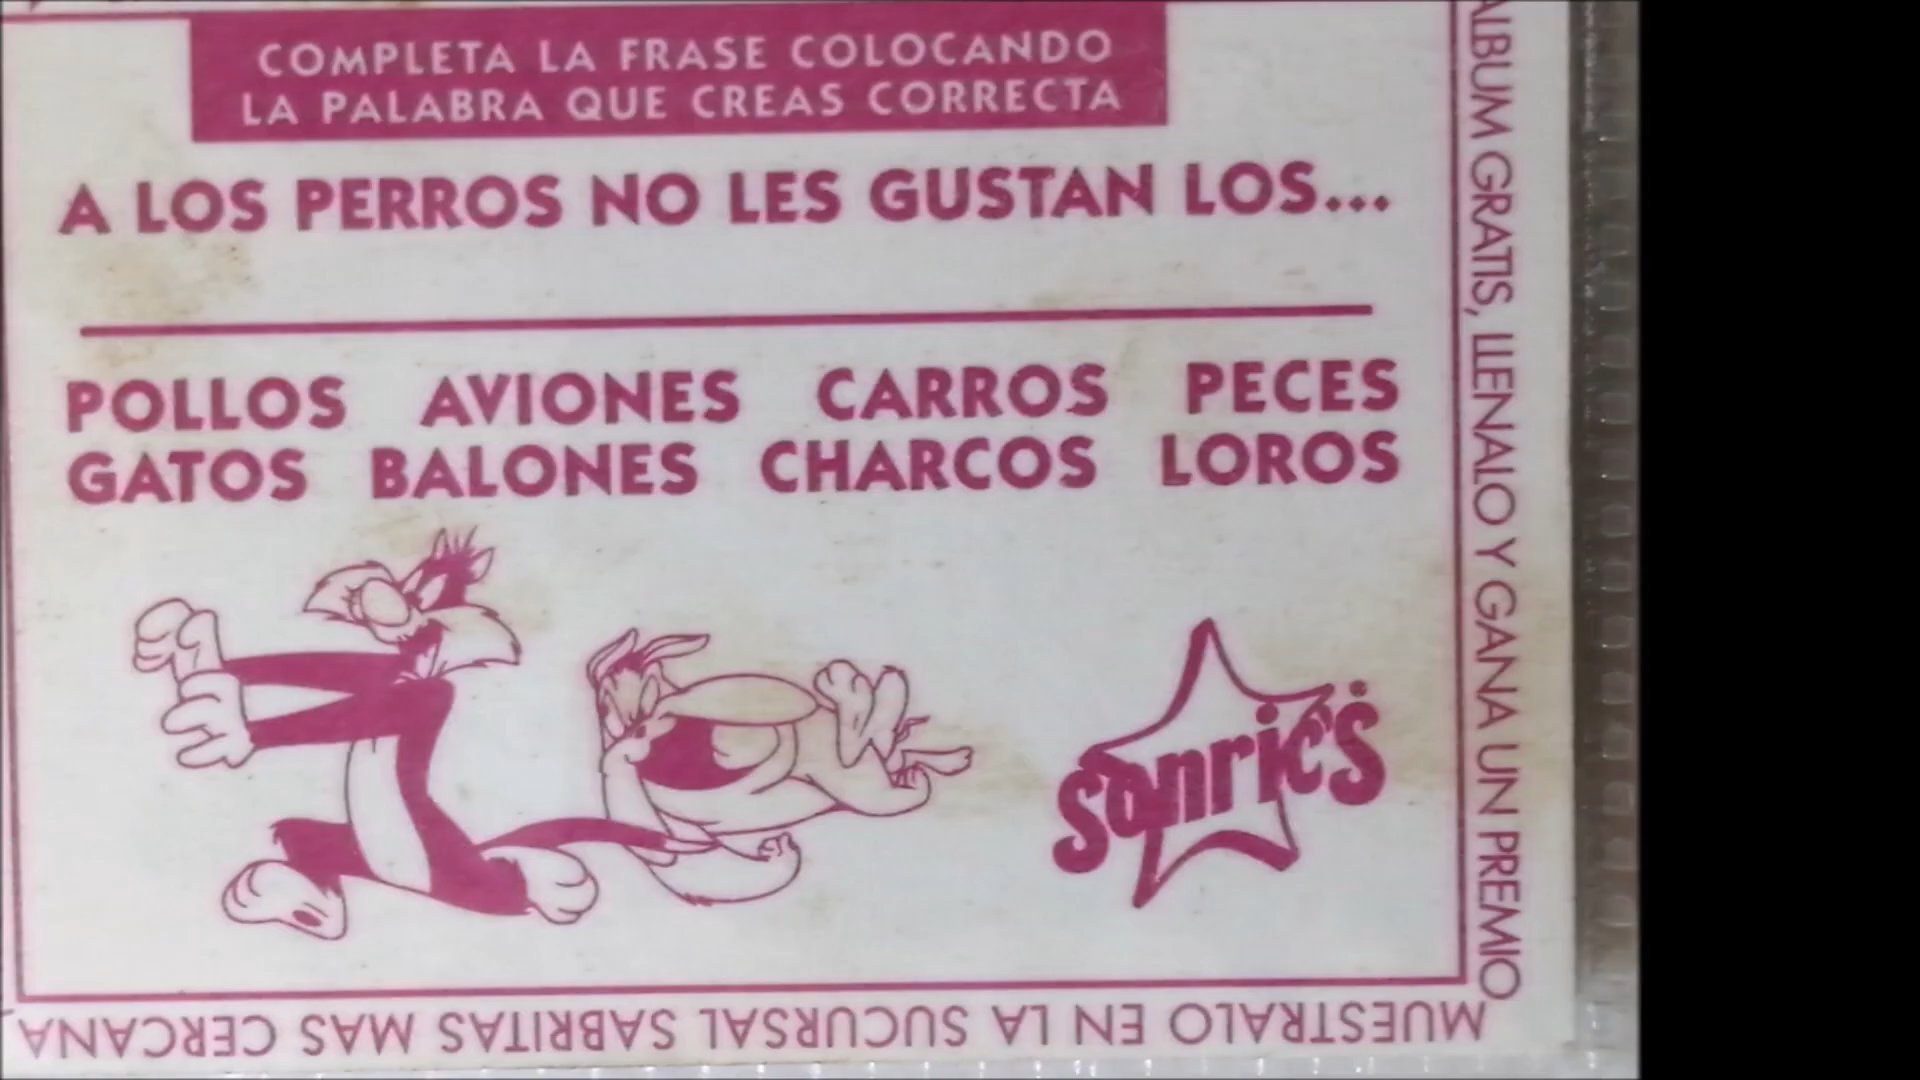 COMPLETA LA FRASE COLOCANDO
LA PALABRA QUE CREAS CORRECTA
A LOS PERROS NO LES GUSTAN LOS...
POLLOS AVIONES CARROS PECES
GATOS BALONES CHARCOS LOROS
sonric's
ALBUM GRATIS, LLENALO Y GANA UN PREMIO
MUESTRALO EN LA SUCURSAL SABRITAS MAS CERCANA